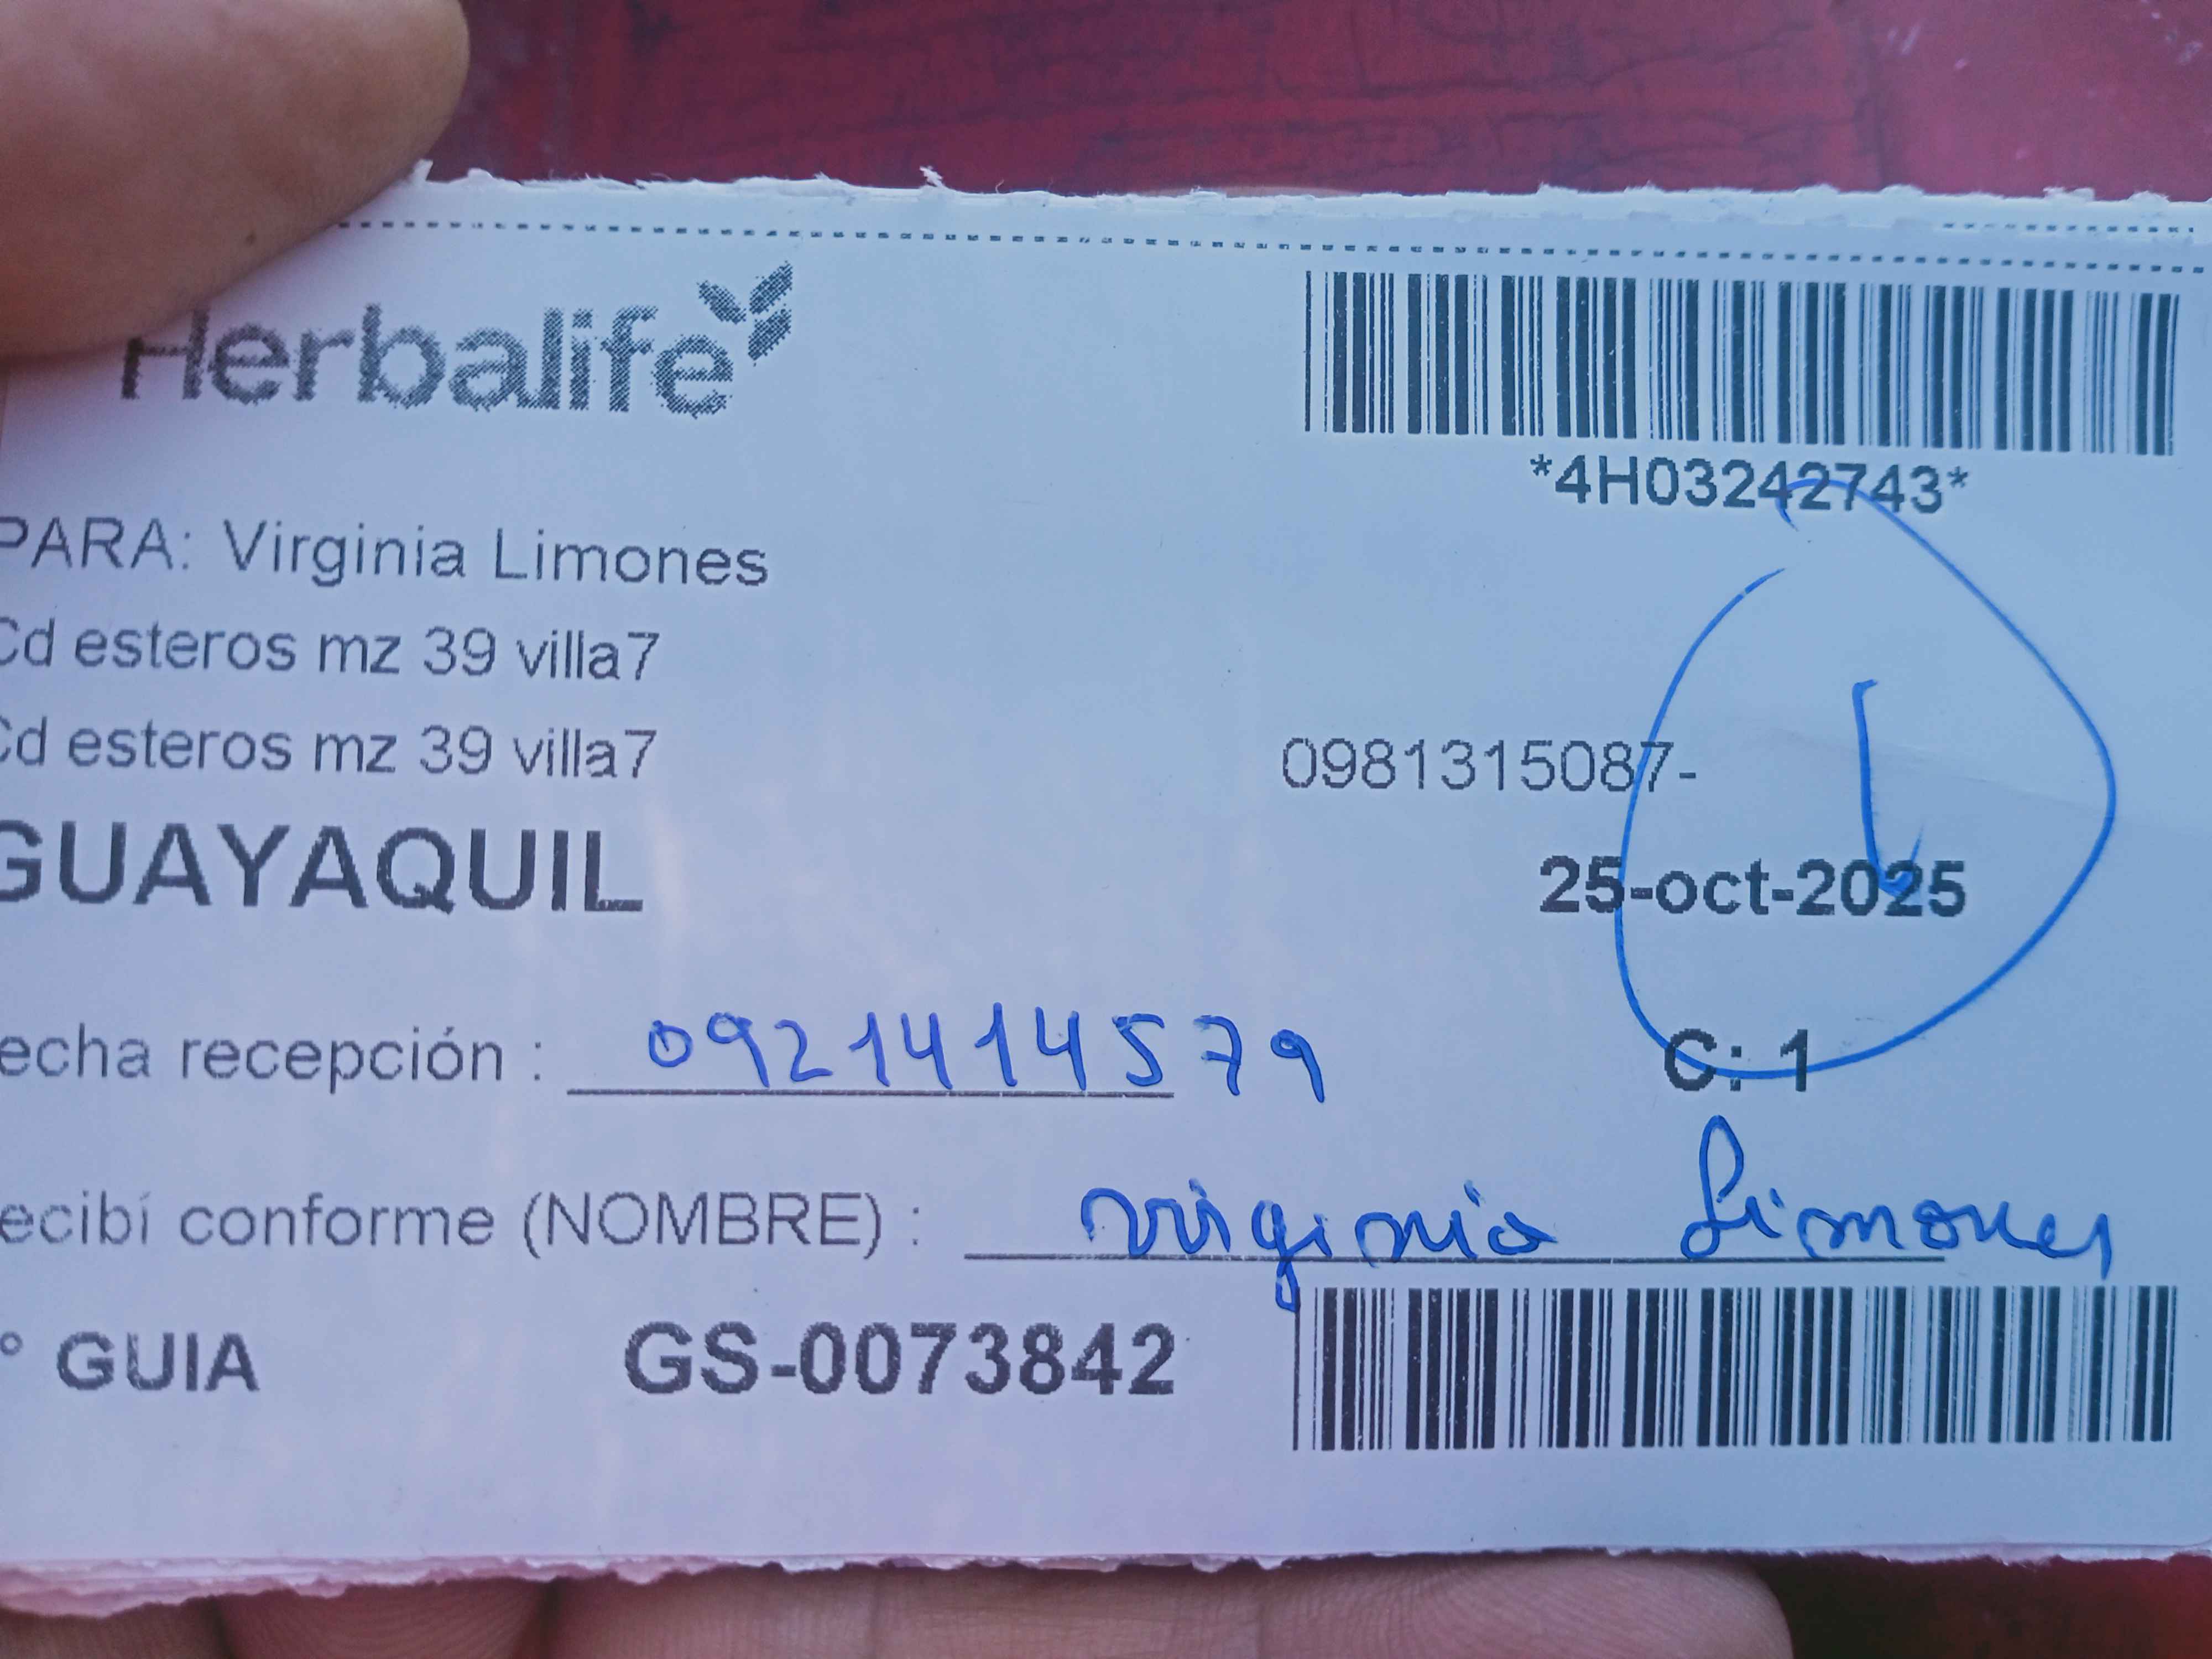 Herbalife
*4H03242743*
PARA: Virginia Limones
Cd esteros mz 39 villa7
Cd esteros mz 39 villa7
0981315087-
GUAYAQUIL
25-oct-2025
echa recepción : 0921414579
C: 1
ecibí conforme (NOMBRE) : virginia Limones
° GUIA GS-0073842